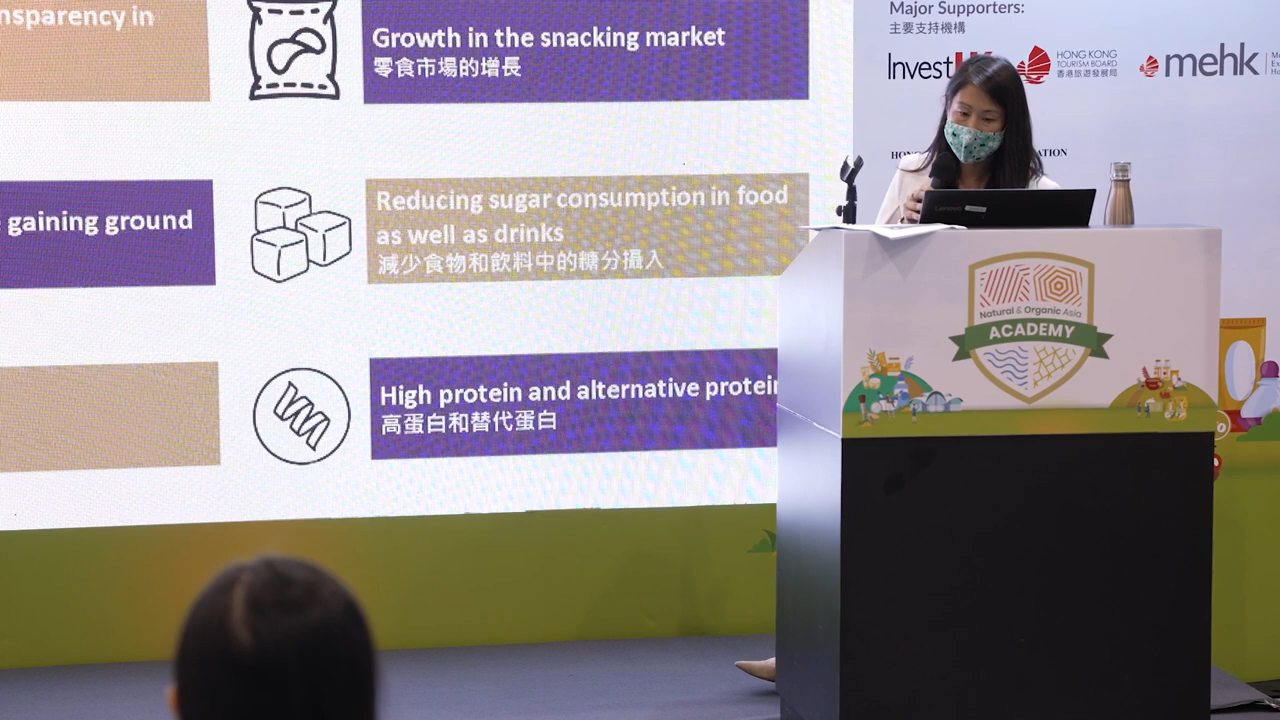 nsparency in
Growth in the snacking market
零食市場的增長
gaining ground
Reducing sugar consumption in food
as well as drinks
減少食物和飲料中的糖分攝入
High protein and alternative protein
高蛋白和替代蛋白
Major Supporters:
主要支持機構
Invest
HONG KONG
TOURISM BOARD
香港旅遊發展局
mehk
Lenovo
Natural & Organic Asia
ACADEMY